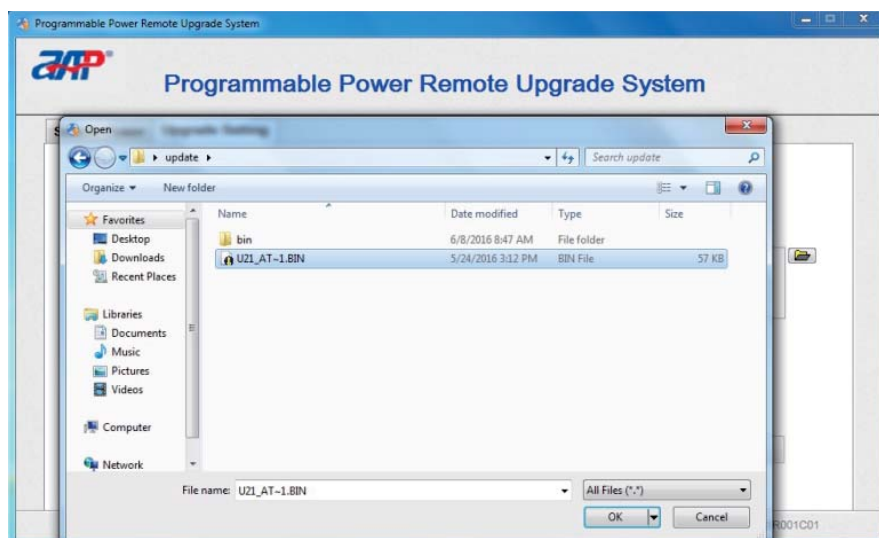 Programmable Power Remote Upgrade System
Programmable Power Remote Upgrade System
Open
update
Search update
Organize New folder
Name Date modified Type Size
Favorites
Desktop
Downloads
Recent Places
Libraries
Documents
Music
Pictures
Videos
Computer
Network
bin 6/8/2016 8:47 AM File folder
U21_AT~1.BIN 5/24/2016 3:12 PM BIN File 57 KB
File name: U21_AT~1.BIN All Files (*.*)
OK Cancel
R001C01